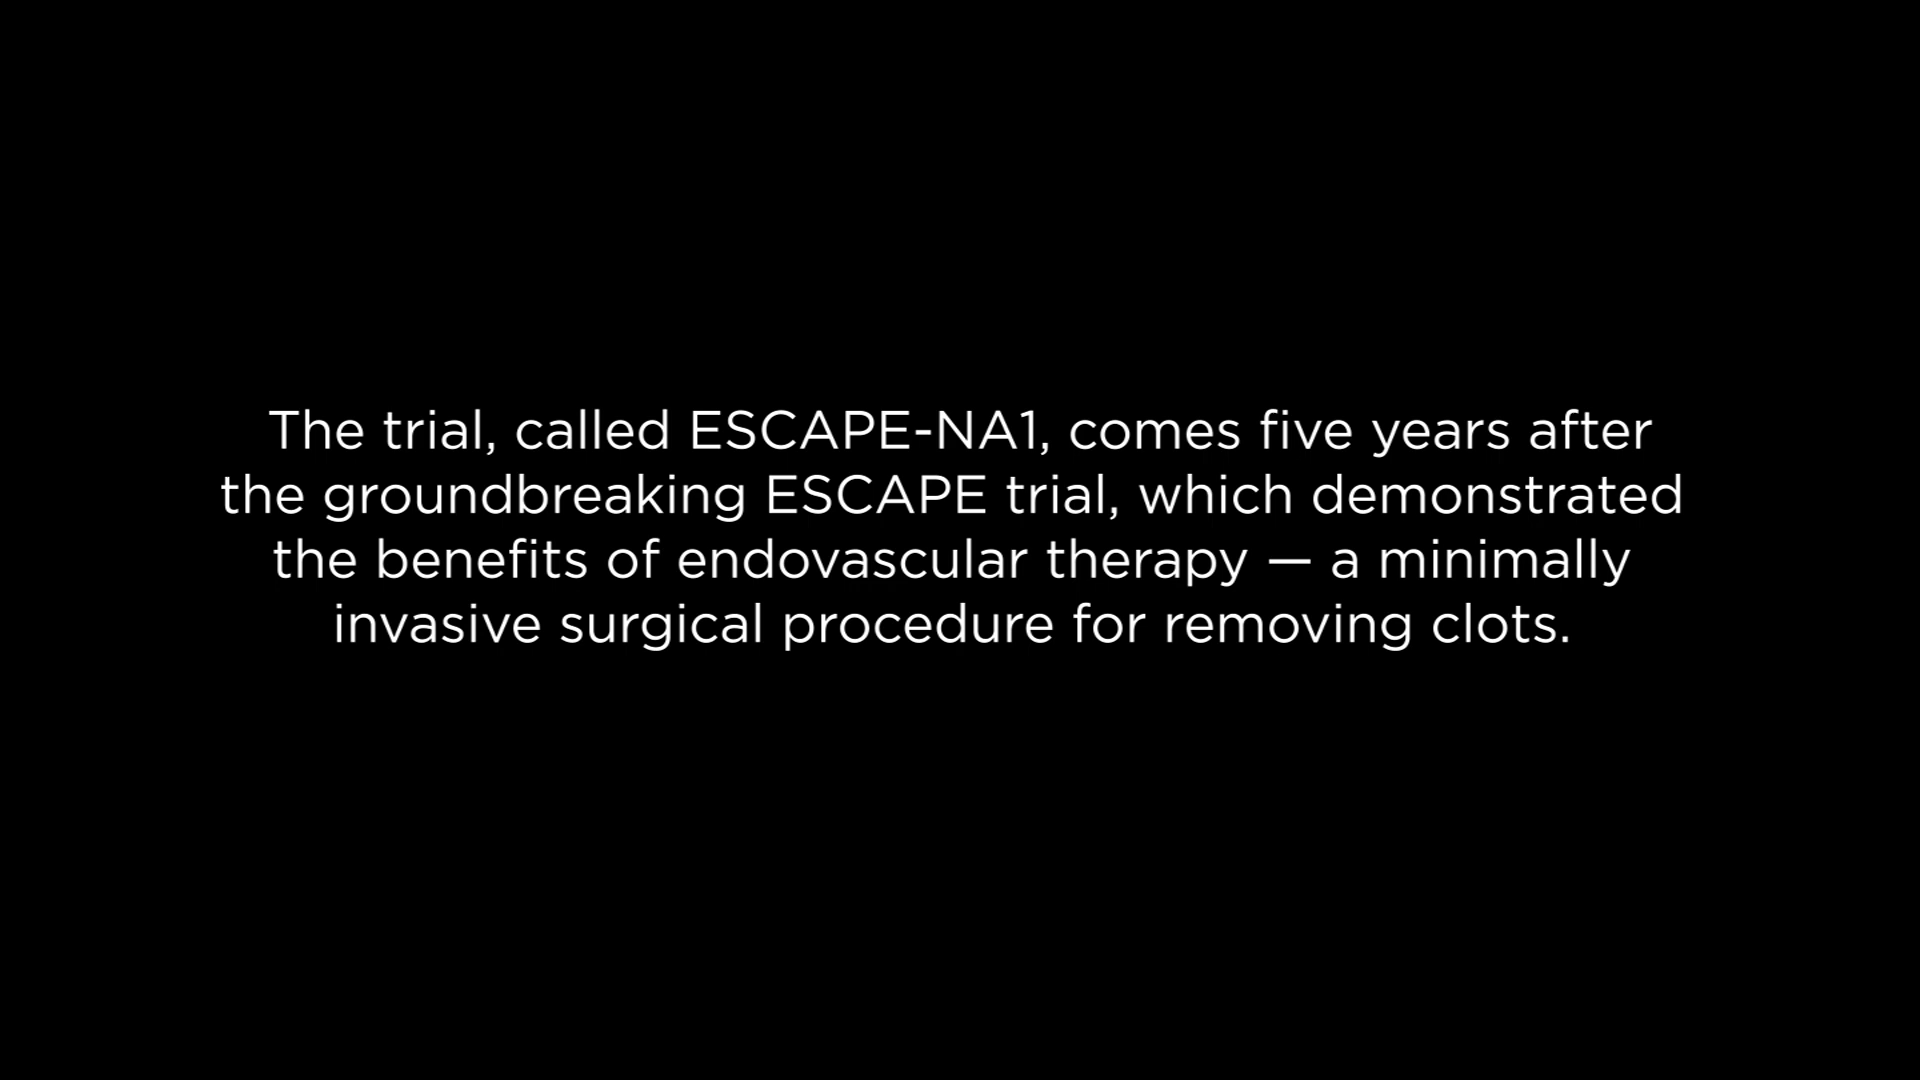 The trial, called ESCAPE-NA1, comes five years after
the groundbreaking ESCAPE trial, which demonstrated
the benefits of endovascular therapy — a minimally
invasive surgical procedure for removing clots.